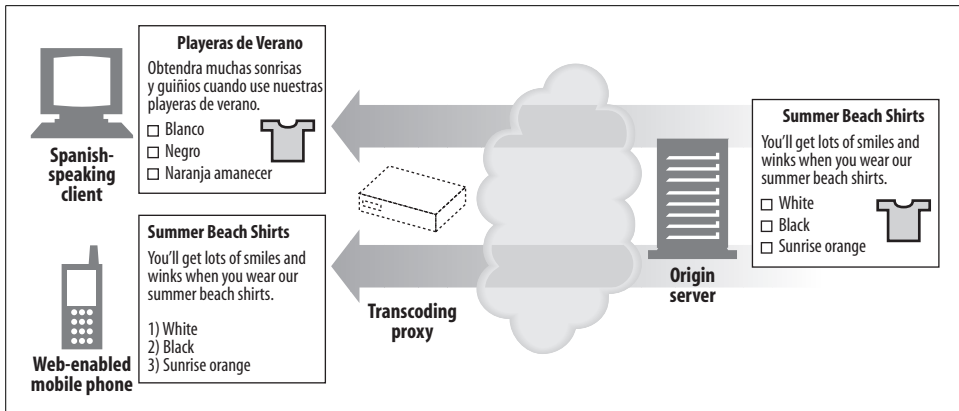 Playeras de Verano
Obtendra muchas sonrisas
y guiñios cuando use nuestras
playeras de verano.
Blanco
Negro
Naranja amanecer
Spanish-
speaking
client
Summer Beach Shirts
You'll get lots of smiles and
winks when you wear our
summer beach shirts.
1) White
2) Black
3) Sunrise orange
Web-enabled
mobile phone
Transcoding
proxy
Origin
server
Summer Beach Shirts
You'll get lots of smiles and
winks when you wear our
summer beach shirts.
White
Black
Sunrise orange